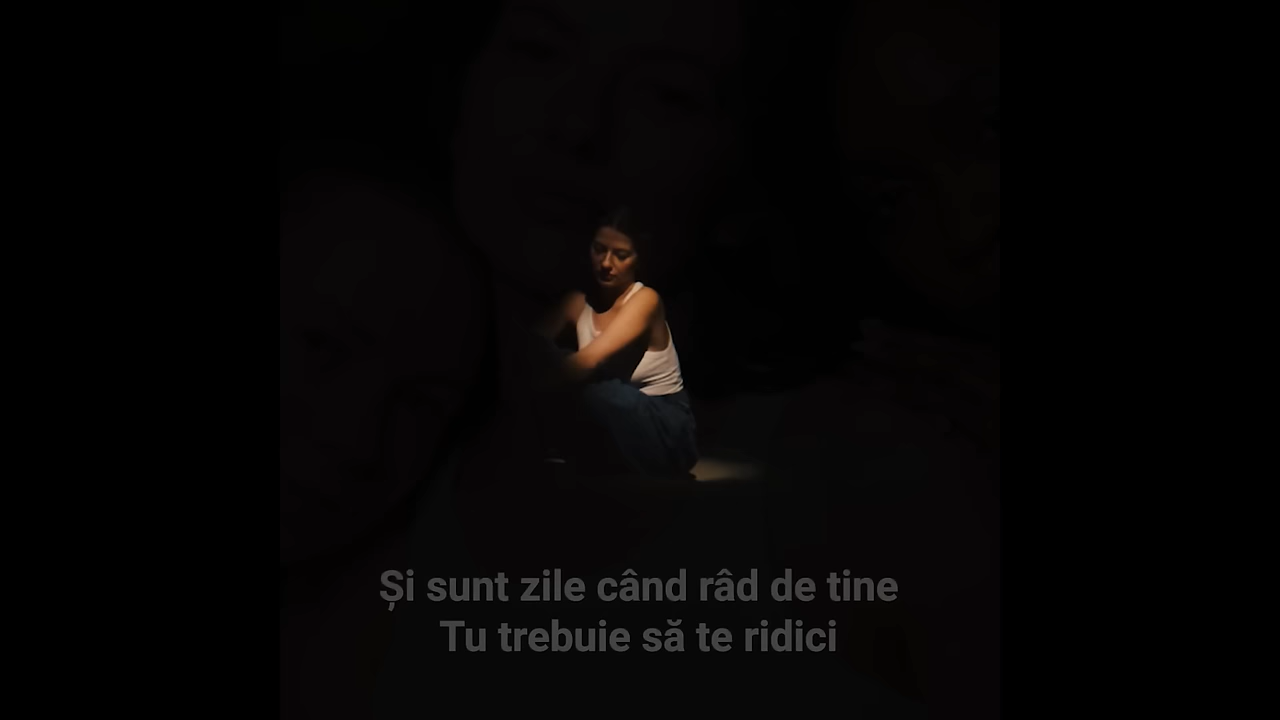 Și sunt zile când râd de tine
Tu trebuie să te ridici